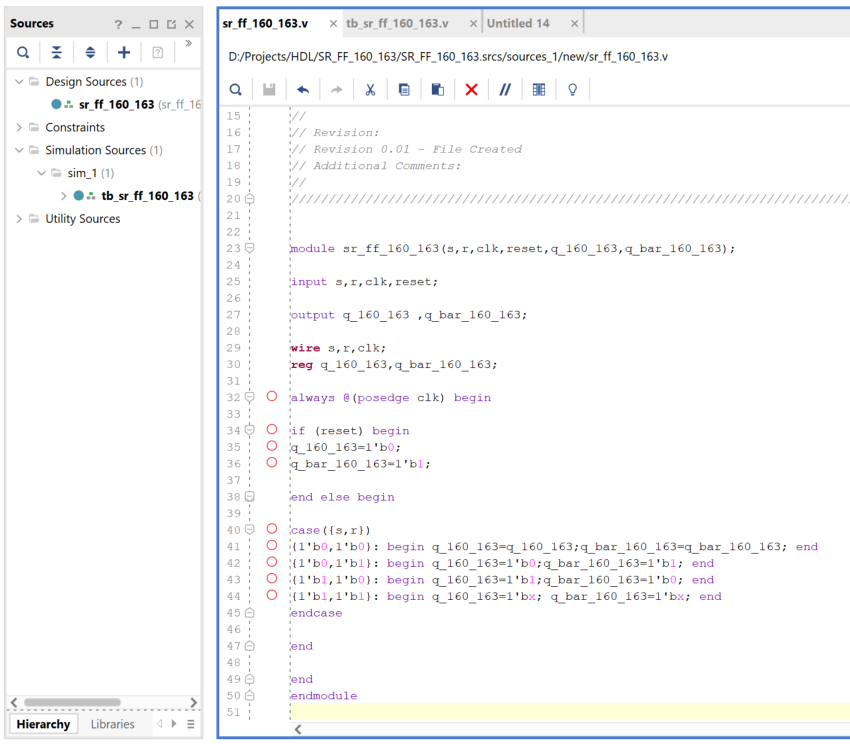 Sources ? _
sr_ff_160_163.v × tb_sr_ff_160_163.v × Untitled 14 ×
D:/Projects/HDL/SR_FF_160_163/SR_FF_160_163.srcs/sources_1/new/sr_ff_160_163.v
Design Sources (1)
sr_ff_160_163 (sr_ff_16
Constraints
Simulation Sources (1)
sim_1 (1)
tb_sr_ff_160_163 (
Utility Sources
Hierarchy Libraries
15 //
16 // Revision:
17 // Revision 0.01 - File Created
18 // Additional Comments:
19 //
20 //////////////////////////////////////////////////////////////////////////////
21
22
23 module sr_ff_160_163(s,r,clk,reset,q_160_163,q_bar_160_163);
24
25 input s,r,clk,reset;
26
27 output q_160_163 ,q_bar_160_163;
28
29 wire s,r,clk;
30 reg q_160_163,q_bar_160_163;
31
32 always @(posedge clk) begin
33
34 if (reset) begin
35 q_160_163=1'b0;
36 q_bar_160_163=1'b1;
37
38 end else begin
39
40 case({s,r})
41 {1'b0,1'b0}: begin q_160_163=q_160_163;q_bar_160_163=q_bar_160_163; end
42 {1'b0,1'b1}: begin q_160_163=1'b0;q_bar_160_163=1'b1; end
43 {1'b1,1'b0}: begin q_160_163=1'b1;q_bar_160_163=1'b0; end
44 {1'b1,1'b1}: begin q_160_163=1'bx; q_bar_160_163=1'bx; end
45 endcase
46
47 end
48
49 end
50 endmodule
51